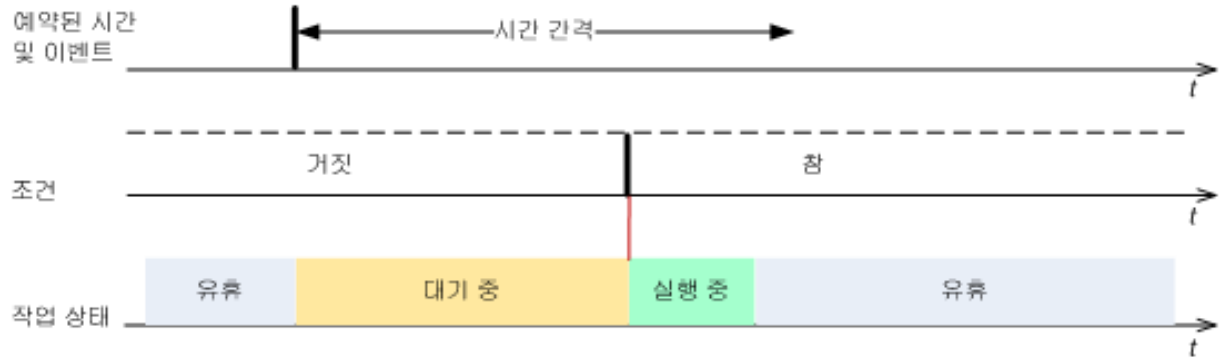 예약된 시간
및 이벤트
시간 간격
t
거짓
참
조건
t
유휴
대기 중
실행 중
유휴
작업 상태
t